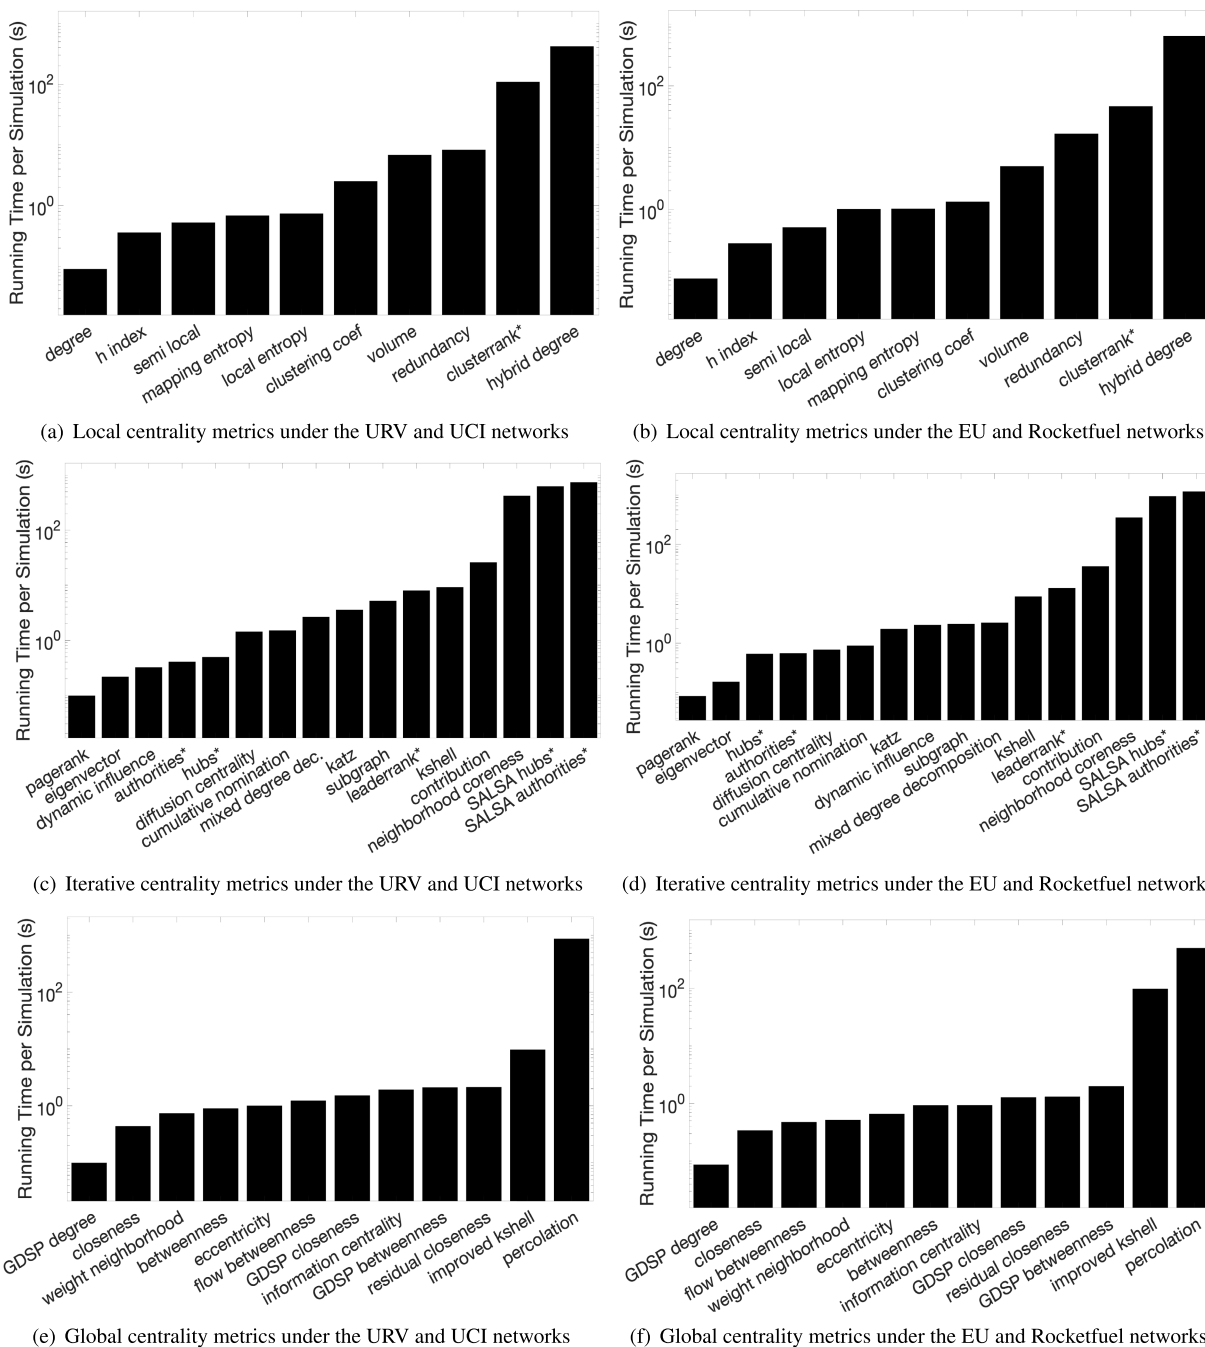 Running Time per Simulation (s)
10^2
10^0
degree
h index
semi local
mapping entropy
local entropy
clustering coef
volume
redundancy
clusterrank*
hybrid degree
(a) Local centrality metrics under the URV and UCI networks
Running Time per Simulation (s)
10^2
10^0
degree
h index
semi local
local entropy
mapping entropy
clustering coef
volume
redundancy
clusterrank*
hybrid degree
(b) Local centrality metrics under the EU and Rocketfuel networks
Running Time per Simulation (s)
10^2
10^0
pagerank
eigenvector
dynamic influence
authorities*
hubs*
diffusion centrality
cumulative nomination
mixed degree dec.
katz
subgraph
leaderrank*
kshell
contribution
neighborhood coreness
SALSA hubs*
SALSA authorities*
(c) Iterative centrality metrics under the URV and UCI networks
Running Time per Simulation (s)
10^2
10^0
pagerank
eigenvector
hubs*
authorities*
diffusion centrality
cumulative nomination
katz
dynamic influence
subgraph
mixed degree decomposition
kshell
leaderrank*
contribution
neighborhood coreness
SALSA hubs*
SALSA authorities*
(d) Iterative centrality metrics under the EU and Rocketfuel network
Running Time per Simulation (s)
10^2
10^0
GDSP degree
closeness
weight neighborhood
betweenness
eccentricity
flow betweenness
GDSP closeness
information centrality
GDSP betweenness
residual closeness
improved kshell
percolation
(e) Global centrality metrics under the URV and UCI networks
Running Time per Simulation (s)
10^2
10^0
GDSP degree
closeness
flow betweenness
weight neighborhood
eccentricity
betweenness
information centrality
GDSP closeness
residual closeness
GDSP betweenness
improved kshell
percolation
(f) Global centrality metrics under the EU and Rocketfuel networks